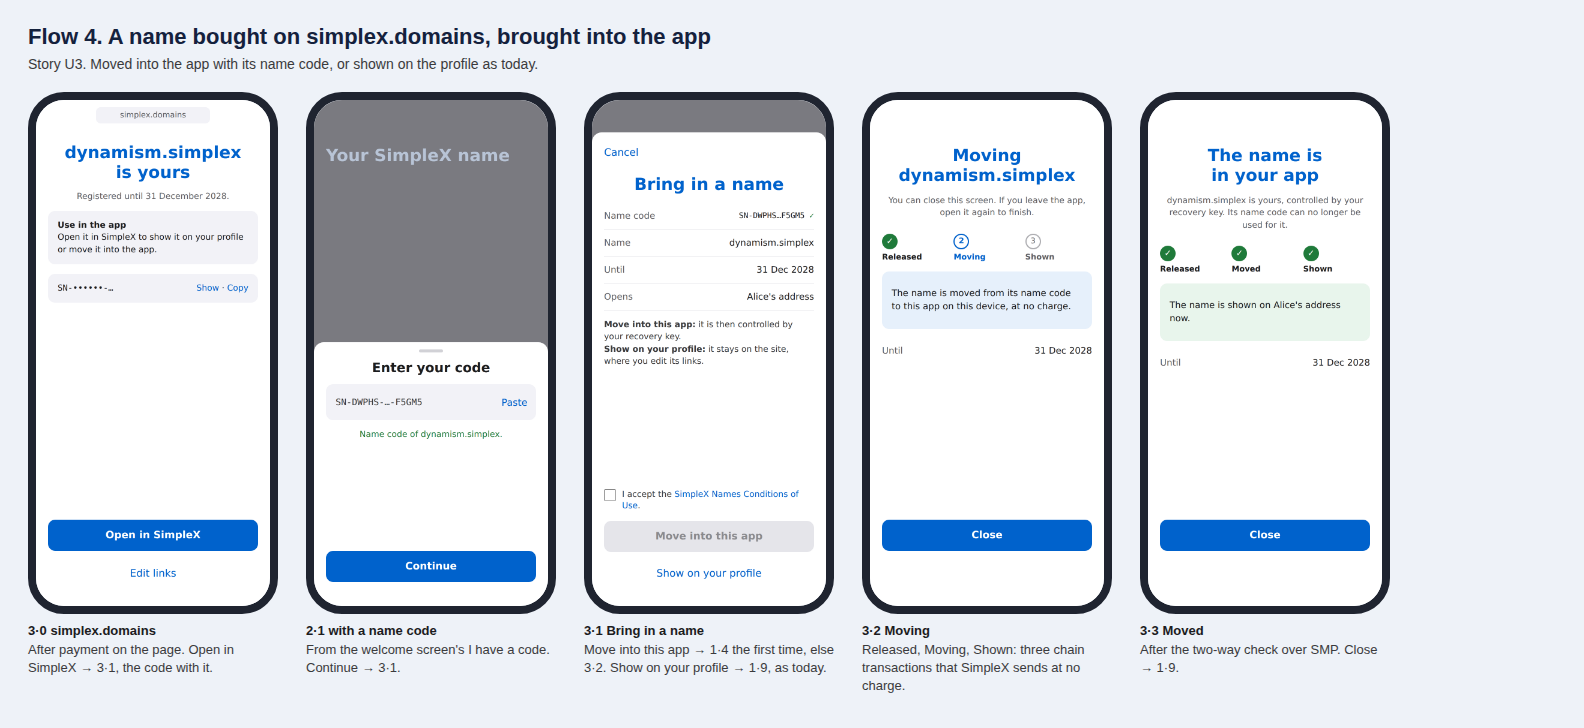 Flow 4. A name bought on simplex.domains, brought into the app
Story U3. Moved into the app with its name code, or shown on the profile as today.
simplex.domains
dynamism.simplex
is yours
Registered until 31 December 2028.
Use in the app
Open it in SimpleX to show it on your profile
or move it into the app.
SN-••••••-… Show · Copy
Open in SimpleX
Edit links
3·0 simplex.domains
After payment on the page. Open in
SimpleX → 3·1, the code with it.
Your SimpleX name
Enter your code
SN-DWPHS-…-F5GM5 Paste
Name code of dynamism.simplex.
Continue
2·1 with a name code
From the welcome screen's I have a code.
Continue → 3·1.
Cancel
Bring in a name
Name code SN-DWPHS…F5GM5 ✓
Name dynamism.simplex
Until 31 Dec 2028
Opens Alice's address
Move into this app: it is then controlled by
your recovery key.
Show on your profile: it stays on the site,
where you edit its links.
I accept the SimpleX Names Conditions of
Use.
Move into this app
Show on your profile
3·1 Bring in a name
Move into this app → 1·4 the first time, else
3·2. Show on your profile → 1·9, as today.
Moving
dynamism.simplex
You can close this screen. If you leave the app,
open it again to finish.
✓ 2 3
Released Moving Shown
The name is moved from its name code
to this app on this device, at no charge.
Until 31 Dec 2028
Close
3·2 Moving
Released, Moving, Shown: three chain
transactions that SimpleX sends at no
charge.
The name is
in your app
dynamism.simplex is yours, controlled by your
recovery key. Its name code can no longer be
used for it.
✓ ✓ ✓
Released Moved Shown
The name is shown on Alice's address
now.
Until 31 Dec 2028
Close
3·3 Moved
After the two-way check over SMP. Close
→ 1·9.